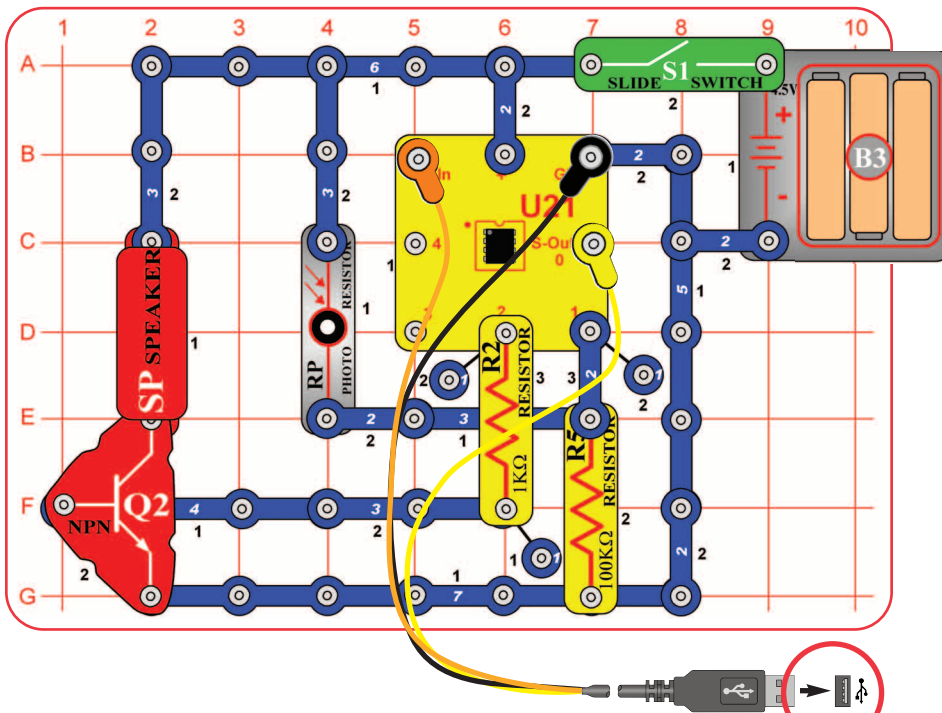 1 2 3 4 5 6 7 8 9 10
A
B
C
D
E
F
G
6
1
2
2
S1
SLIDE SWITCH
2
4.5V
+
-
1
B3
3
2
3
2
In
+
G
2
2
U21
4
S-Out
0
1
3
2
1
2
2
5
1
SPEAKER
SP
1
RESISTOR
PHOTO
RP
1
R2
RESISTOR
1KΩ
3
3
2
2
1
1
2
2
2
3
1
R5
RESISTOR
100KΩ
2
Q2
NPN
2
4
1
3
2
1
1
2
2
1
7